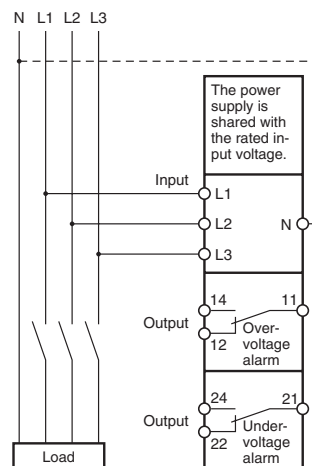 N L1 L2 L3
The power
supply is
shared with
the rated in-
put voltage.
Input
L1
L2
N
L3
14
11
Output
12
Over-
voltage
alarm
24
21
Output
22
Under-
voltage
alarm
Load